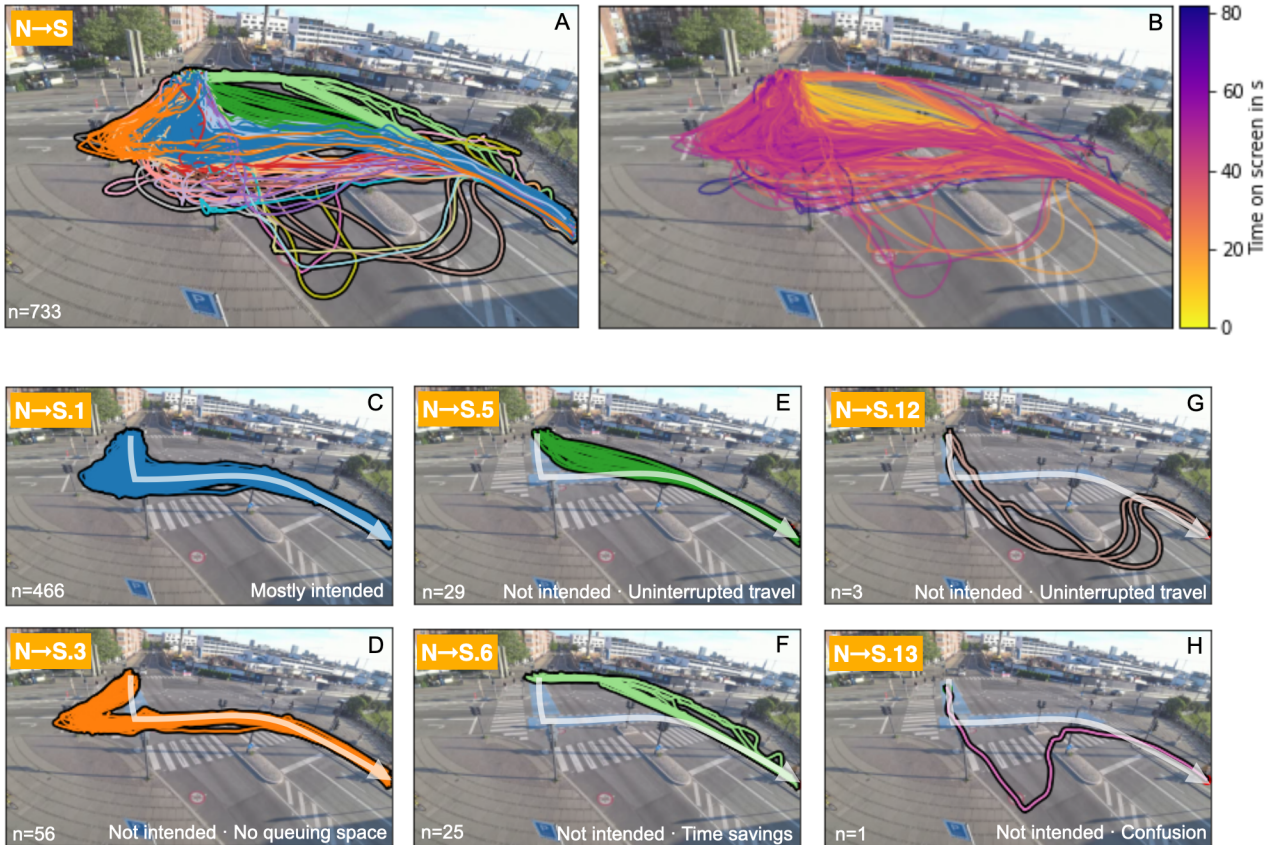 N→S
A
n=733
B
80
60
40
20
0
Time on screen in s
N→S.1
C
n=466
Mostly intended
N→S.5
E
n=29
Not intended · Uninterrupted travel
N→S.12
G
n=3
Not intended · Uninterrupted travel
N→S.3
D
n=56
Not intended · No queuing space
N→S.6
F
n=25
Not intended · Time savings
N→S.13
H
n=1
Not intended · Confusion
P